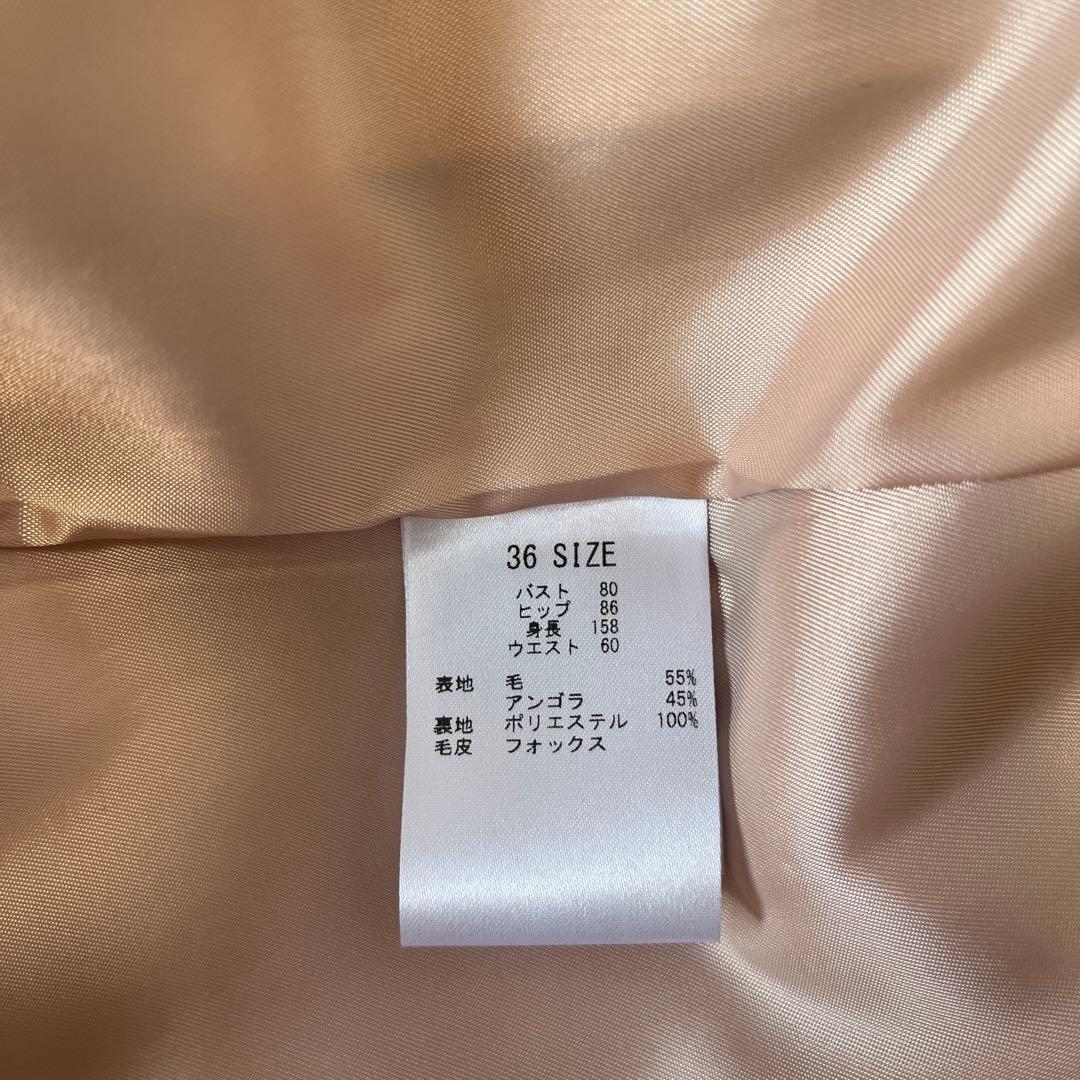 36 SIZE
バスト 80
ヒップ 86
身長 158
ウエスト 60
表地 毛 55%
アンゴラ 45%
裏地 ポリエステル 100%
毛皮 フォックス